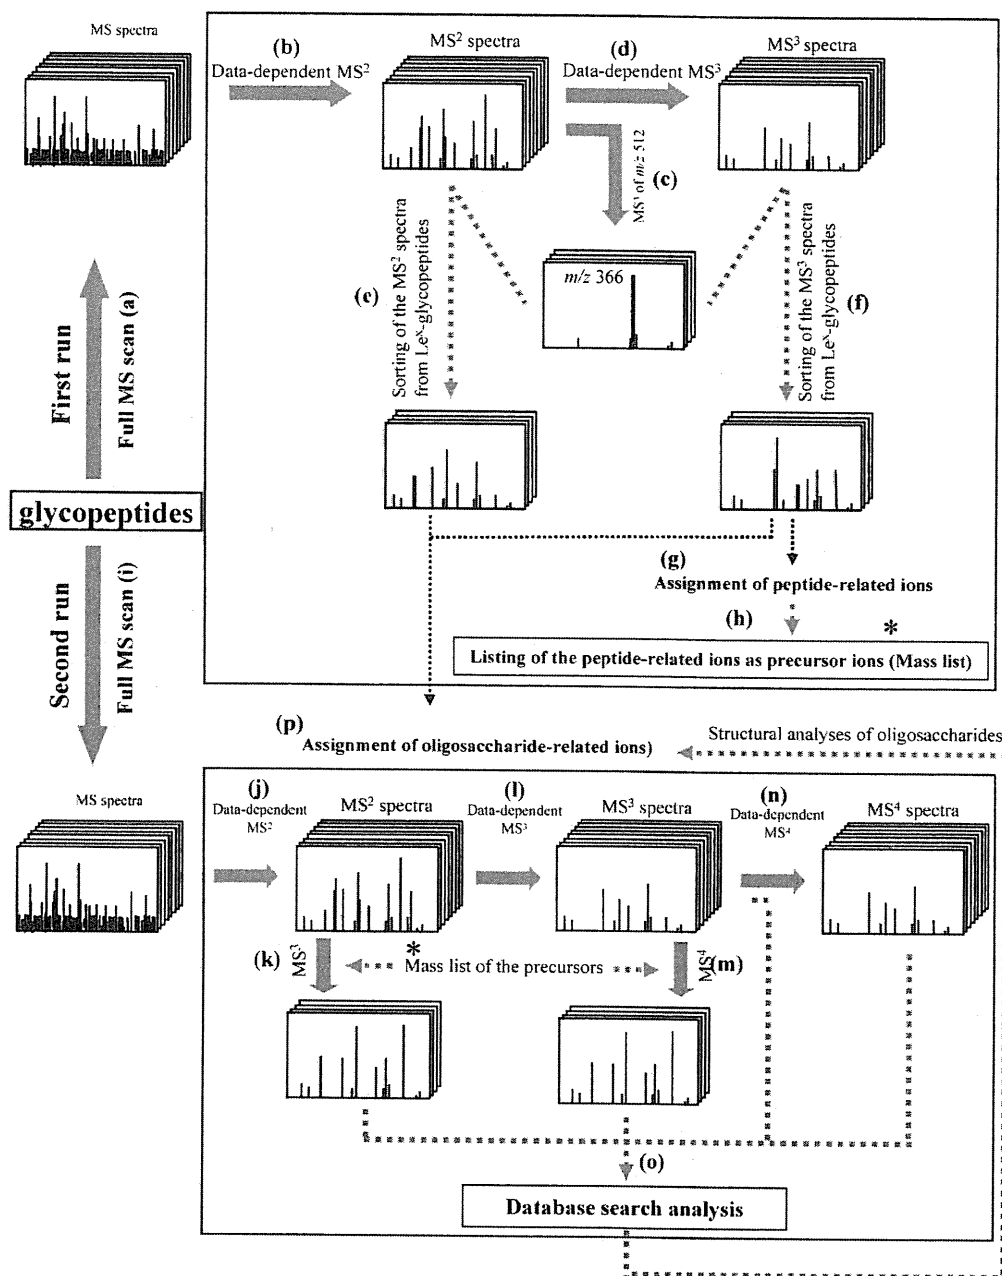 MS spectra
(b)
Data-dependent MS²
MS² spectra
(d)
Data-dependent MS³
MS³ spectra
MS³ of m/z 512
(c)
m/z 366
(e)
Sorting of the MS² spectra
from Leˣ-glycopeptides
Sorting of the MS³ spectra
from Leˣ-glycopeptides
(f)
First run
Full MS scan (a)
glycopeptides
(g)
Assignment of peptide-related ions
(h)
*
Listing of the peptide-related ions as precursor ions (Mass list)
Second run
Full MS scan (i)
(p)
Assignment of oligosaccharide-related ions)
Structural analyses of oligosaccharides
MS spectra
(j)
Data-dependent
MS²
MS² spectra
(l)
Data-dependent
MS³
MS³ spectra
(n)
Data-dependent
MS⁴
MS⁴ spectra
(k)
MS³
*
Mass list of the precursors
MS⁴
(m)
(o)
Database search analysis